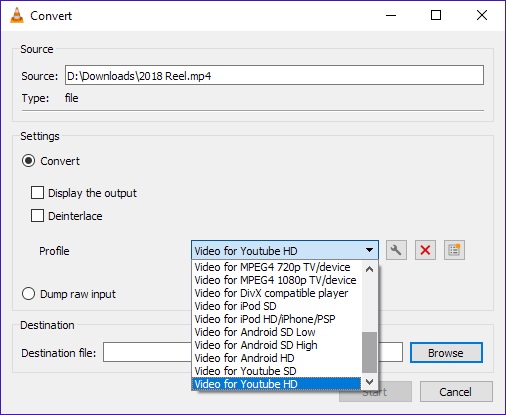 Convert
Source
Source: D:\Downloads\2018 Reel.mp4
Type: file
Settings
Convert
Display the output
Deinterlace
Profile Video for Youtube HD
Video for MPEG4 720p TV/device
Video for MPEG4 1080p TV/device
Video for DivX compatible player
Video for iPod SD
Video for iPod HD/iPhone/PSP
Video for Android SD Low
Video for Android SD High
Video for Android HD
Video for Youtube SD
Video for Youtube HD
Dump raw input
Destination
Destination file: Browse
Start Cancel